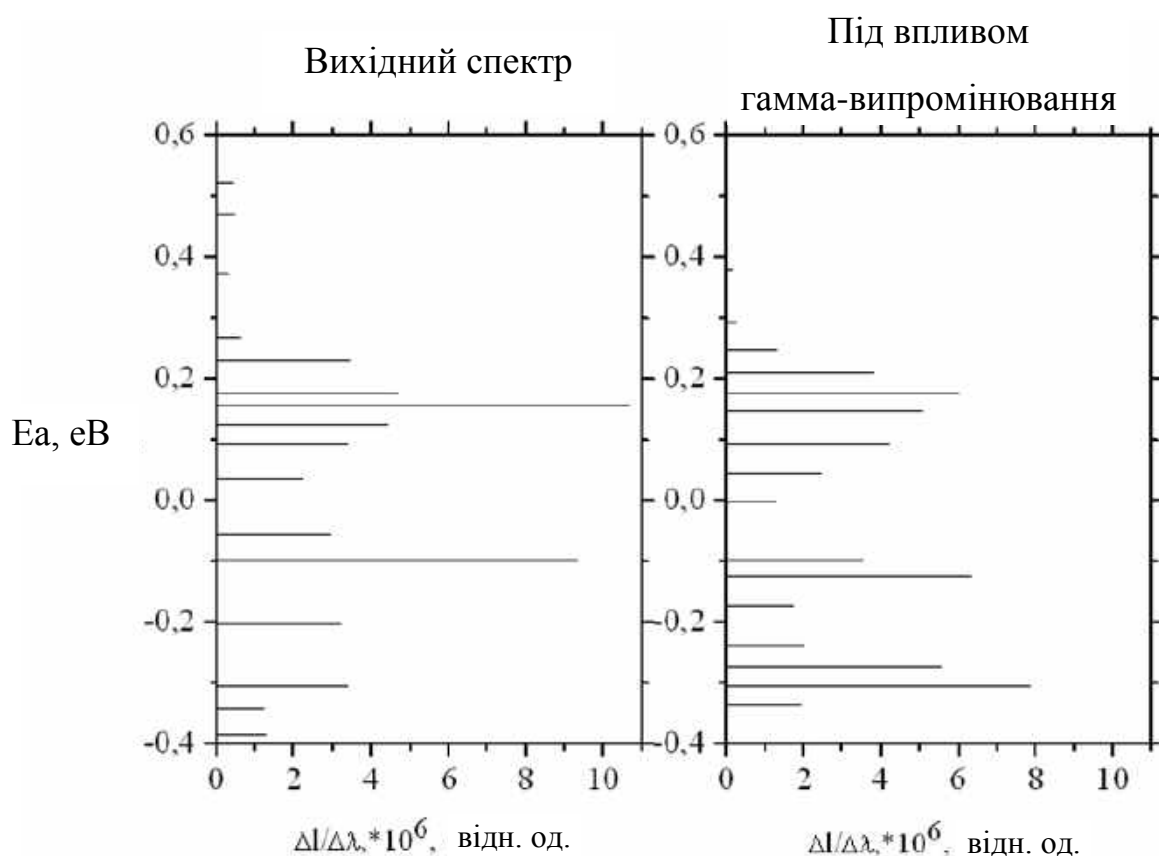 Вихідний спектр
Під впливом
гамма-випромінювання
0,6
0,4
0,2
0,0
-0,2
-0,4
Еа, еВ
0,6
0,4
0,2
0,0
-0,2
-0,4
0 2 4 6 8 10
0 2 4 6 8 10
ΔI/Δλ,*10⁶, відн. од.
ΔI/Δλ,*10⁶, відн. од.